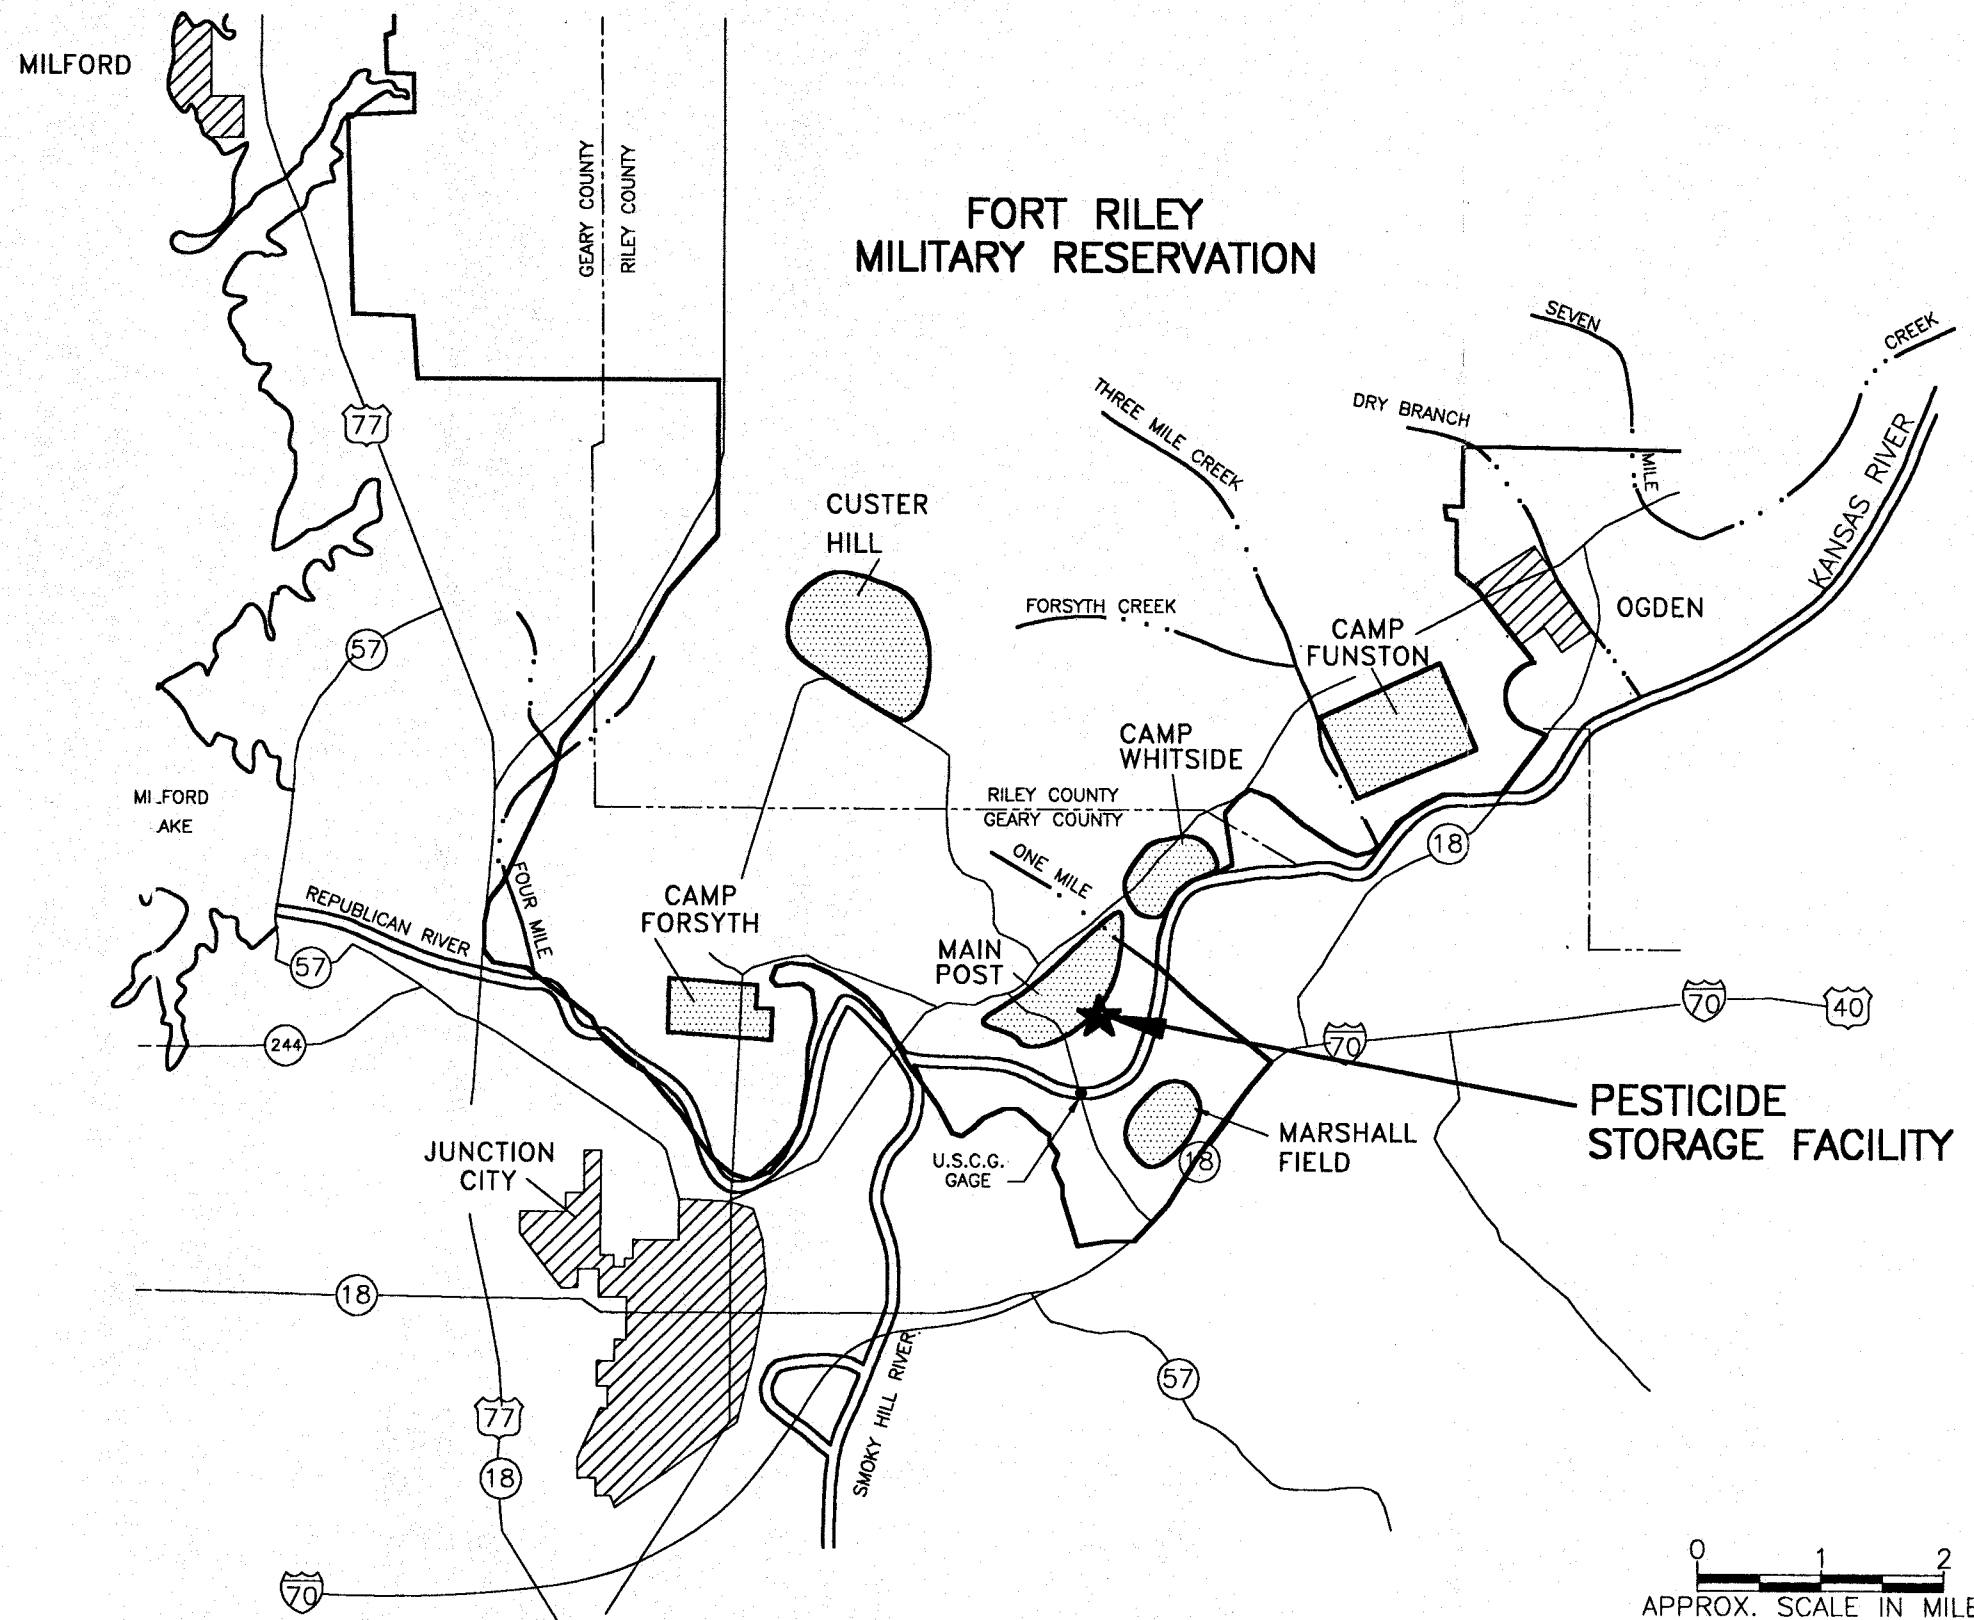 MILFORD
GEARY COUNTY
RILEY COUNTY
FORT RILEY
MILITARY RESERVATION
SEVEN
MILE
CREEK
THREE MILE CREEK
DRY BRANCH
KANSAS RIVER
77
CUSTER
HILL
57
FORSYTH CREEK
CAMP
FUNSTON
OGDEN
CAMP
WHITSIDE
MI_FORD
AKE
RILEY COUNTY
GEARY COUNTY
18
ONE MILE
FOUR MILE
REPUBLICAN RIVER
CAMP
FORSYTH
MAIN
POST
57
244
70
70
40
PESTICIDE
STORAGE FACILITY
MARSHALL
FIELD
18
U.S.C.G.
GAGE
JUNCTION
CITY
18
57
SMOKY HILL RIVER
77
18
70
0 1 2
APPROX. SCALE IN MILE